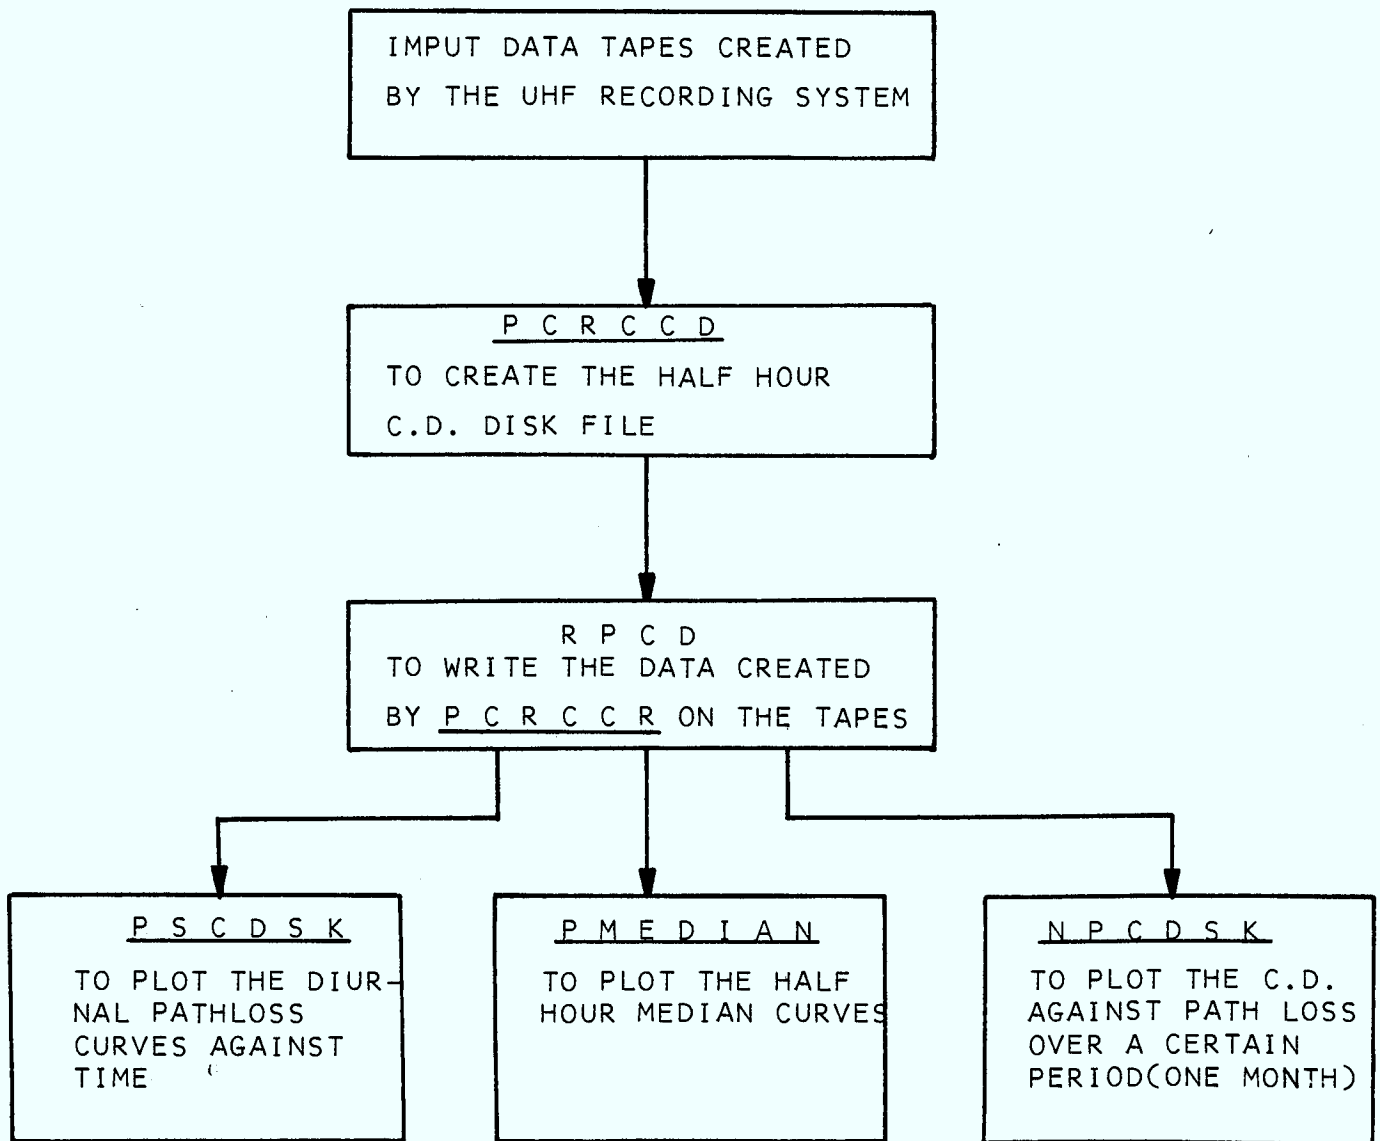 IMPUT DATA TAPES CREATED
BY THE UHF RECORDING SYSTEM
P C R C C D
TO CREATE THE HALF HOUR
C.D. DISK FILE
R P C D
TO WRITE THE DATA CREATED
BY P C R C C R ON THE TAPES
P S C D S K
TO PLOT THE DIUR-
NAL PATHLOSS
CURVES AGAINST
TIME
P M E D I A N
TO PLOT THE HALF
HOUR MEDIAN CURVES
N P C D S K
TO PLOT THE C.D.
AGAINST PATH LOSS
OVER A CERTAIN
PERIOD(ONE MONTH)